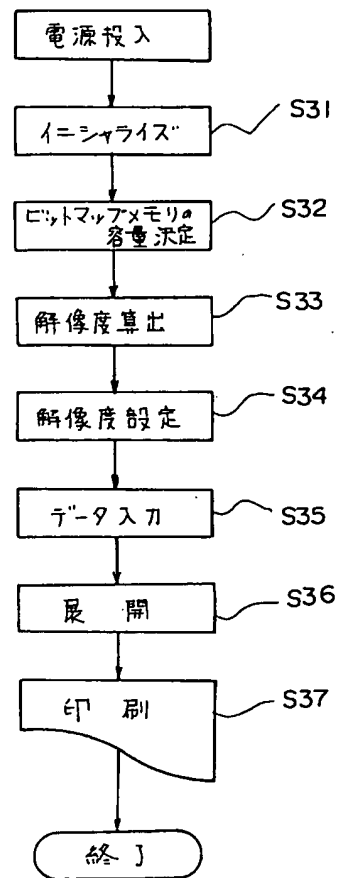 電源投入
イニシャライズ
S31
ビットマップメモリの
容量決定
S32
解像度算出
S33
解像度設定
S34
データ入力
S35
展開
S36
印刷
S37
終了